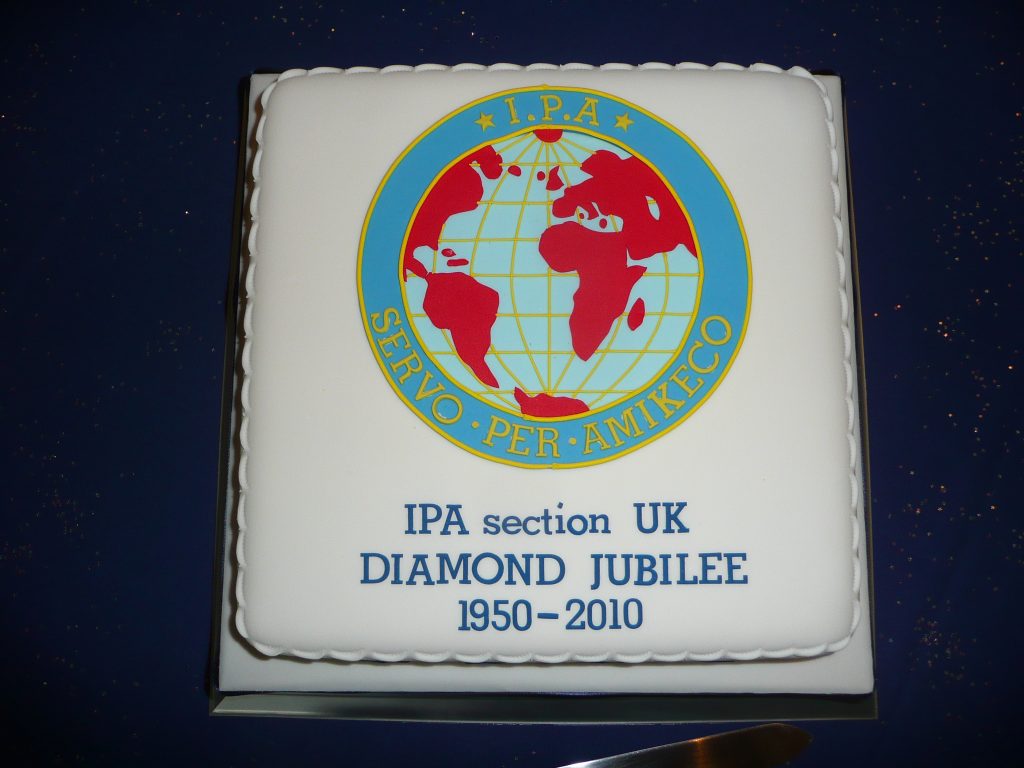 I.P.A
SERVO · PER · AMIKECO
IPA section UK
DIAMOND JUBILEE
1950-2010